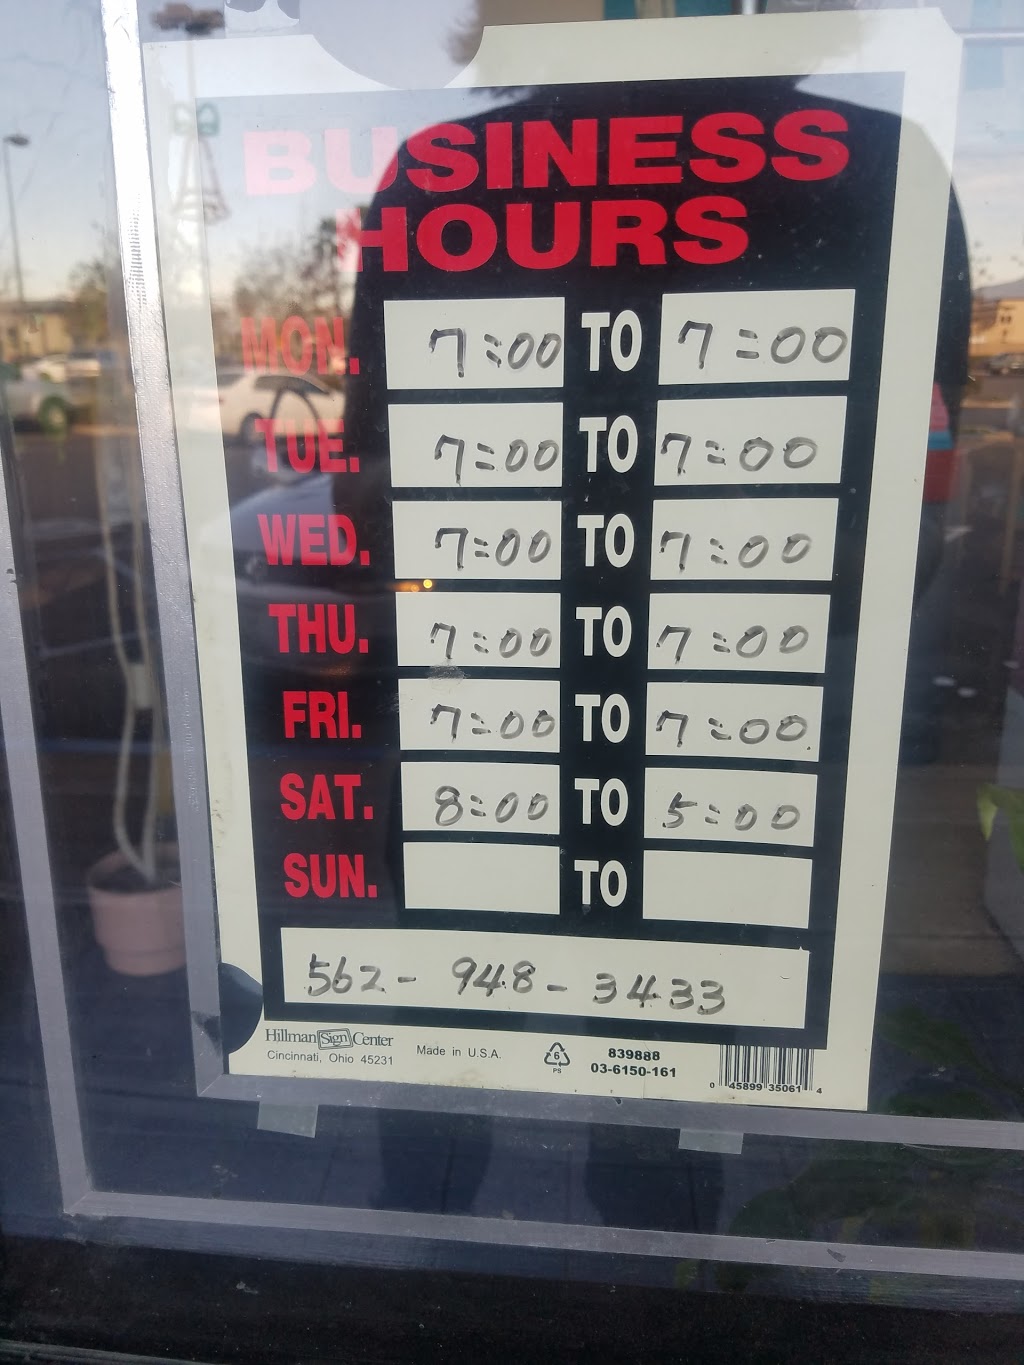 BUSINESS
HOURS
MON. 7:00 TO 7:00
TUE. 7:00 TO 7:00
WED. 7:00 TO 7:00
THU. 7:00 TO 7:00
FRI. 7:00 TO 7:00
SAT. 8:00 TO 5:00
SUN. TO
562-948-3433
Hillman Sign Center
Cincinnati, Ohio 45231
Made in U.S.A.
6
PS
839888
03-6150-161
0 45899 35061 4